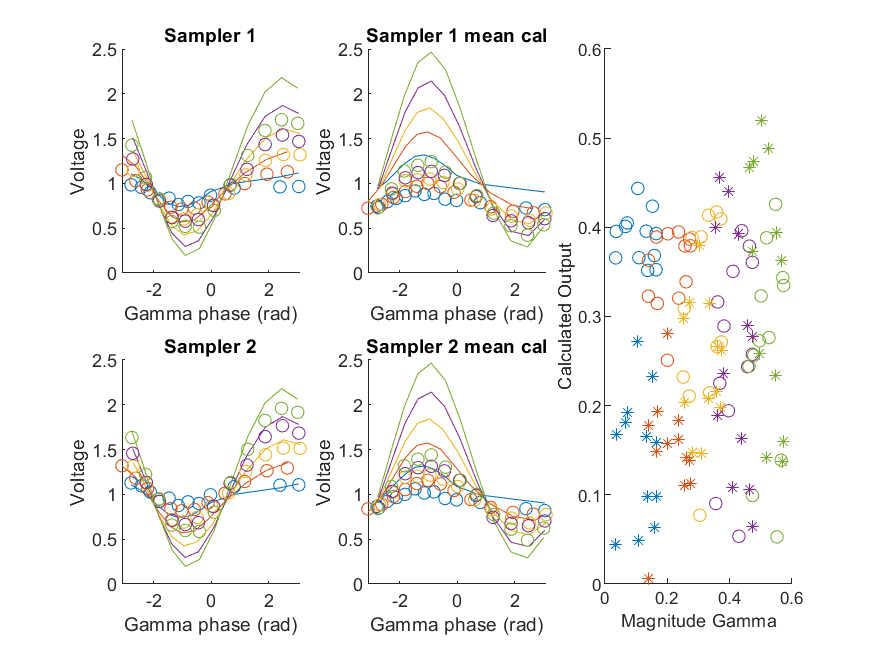 Sampler 1
2.5
2
1.5
1
0.5
0
Voltage
-2 0 2
Gamma phase (rad)
Sampler 1 mean cal
2.5
2
1.5
1
0.5
0
Voltage
-2 0 2
Gamma phase (rad)
Sampler 2
2.5
2
1.5
1
0.5
0
Voltage
-2 0 2
Gamma phase (rad)
Sampler 2 mean cal
2.5
2
1.5
1
0.5
0
Voltage
-2 0 2
Gamma phase (rad)
0.6
0.5
0.4
0.3
0.2
0.1
0
Calculated Output
0 0.2 0.4 0.6
Magnitude Gamma